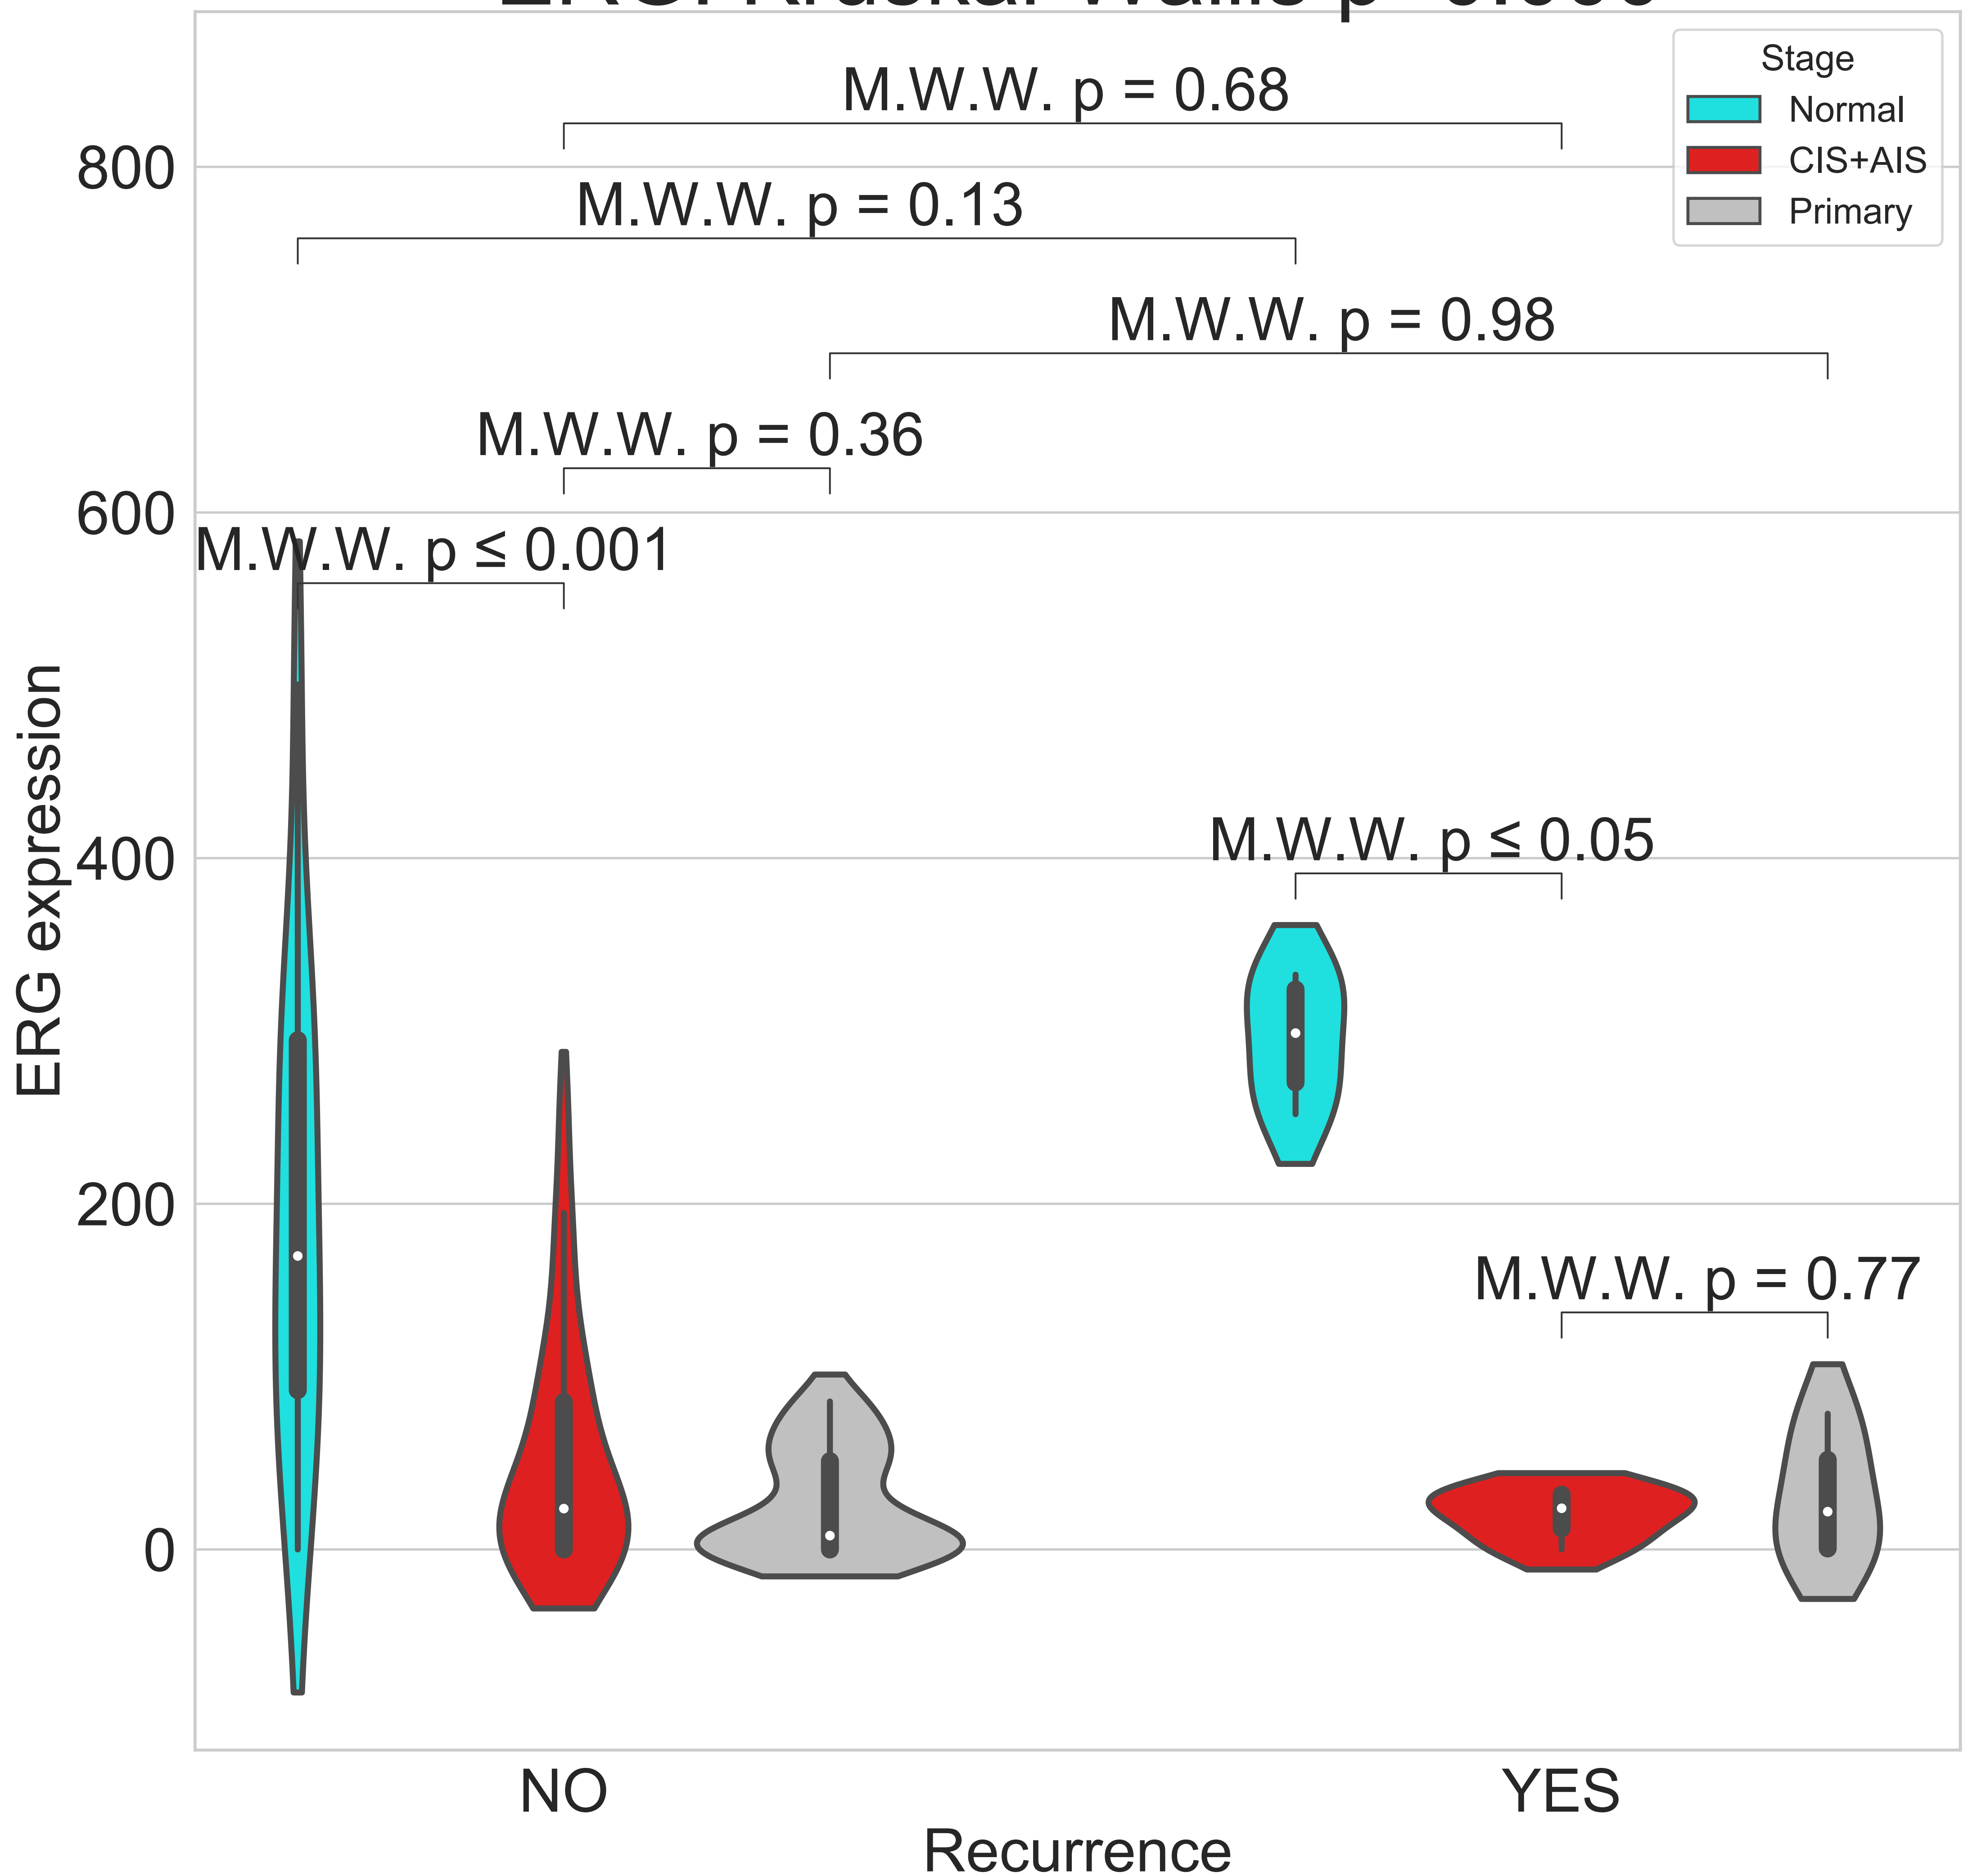 Stage
Normal
CIS+AIS
Primary
M.W.W. p = 0.68
M.W.W. p = 0.13
M.W.W. p = 0.98
M.W.W. p = 0.36
M.W.W. p ≤ 0.001
M.W.W. p ≤ 0.05
M.W.W. p = 0.77
800
600
400
200
0
ERG expression
NO
YES
Recurrence